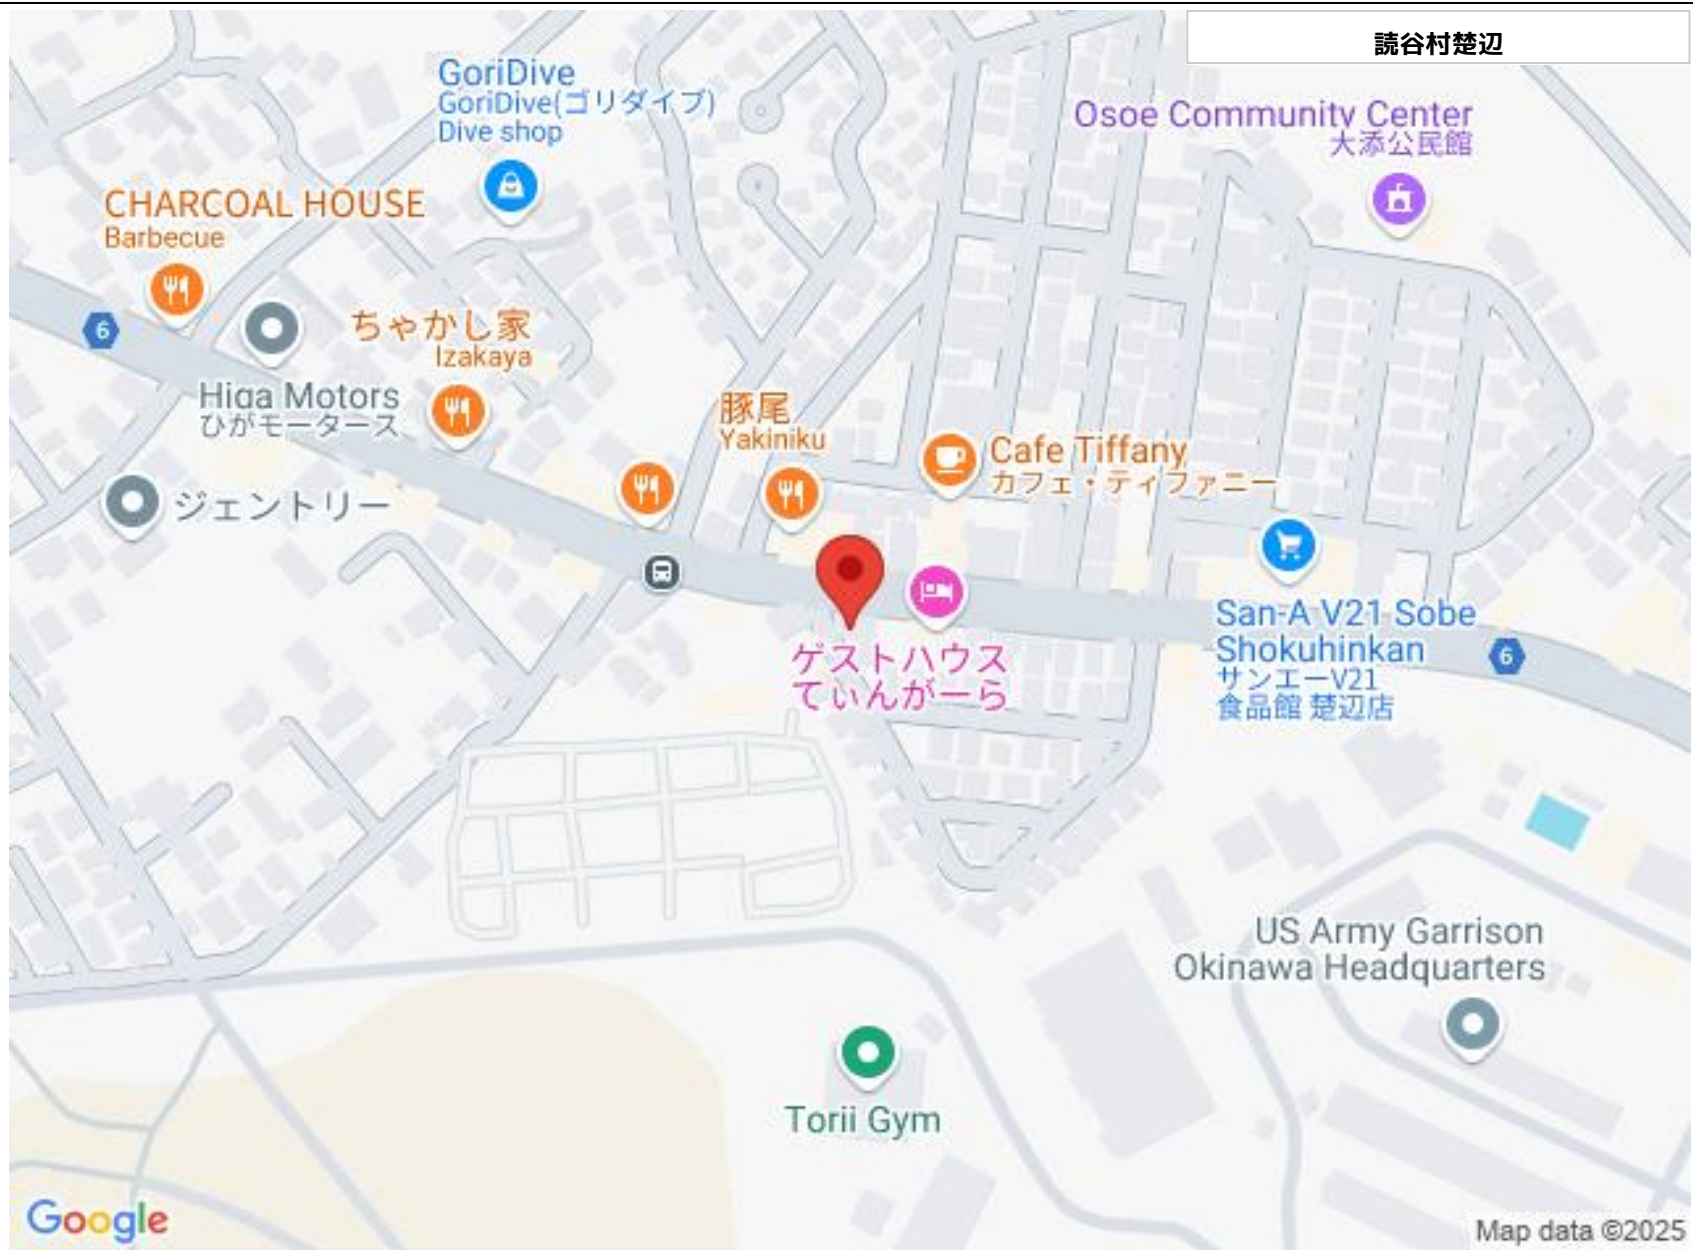 読谷村楚辺
GoriDive
GoriDive(ゴリダイブ)
Dive shop
Osoe Community Center
大添公民館
CHARCOAL HOUSE
Barbecue
6
ちゃかし家
Izakaya
Higa Motors
ひがモータース
豚尾
Yakiniku
Cafe Tiffany
カフェ・ティファニー
ジェントリー
San-A V21 Sobe
Shokuhinkan
サンエーV21
食品館 楚辺店
6
ゲストハウス
てぃんがーら
US Army Garrison
Okinawa Headquarters
Torii Gym
Google
Map data ©2025